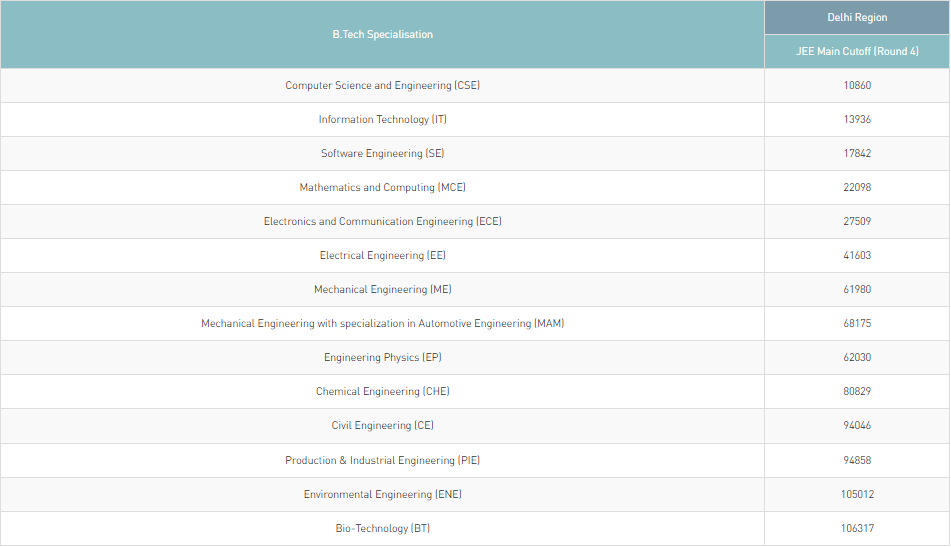 B.Tech Specialisation
Delhi Region
JEE Main Cutoff (Round 4)
Computer Science and Engineering (CSE) 10860
Information Technology (IT) 13936
Software Engineering (SE) 17842
Mathematics and Computing (MCE) 22098
Electronics and Communication Engineering (ECE) 27509
Electrical Engineering (EE) 41603
Mechanical Engineering (ME) 61980
Mechanical Engineering with specialization in Automotive Engineering (MAM) 68175
Engineering Physics (EP) 62030
Chemical Engineering (CHE) 80829
Civil Engineering (CE) 94046
Production & Industrial Engineering (PIE) 94858
Environmental Engineering (ENE) 105012
Bio-Technology (BT) 106317